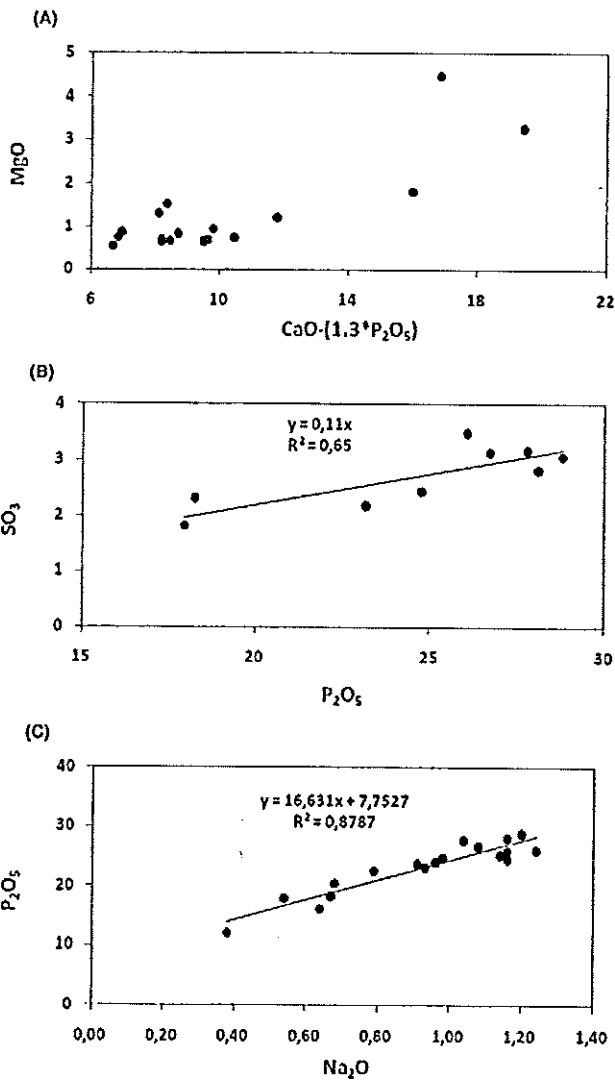 (A)
5
4
3
2
1
0
MgO
6 10 14 18 22
CaO-(1.3*P₂O₅)
(B)
y = 0,11x
R² = 0,65
4
3
2
1
0
SO₃
15 20 25 30
P₂O₅
(C)
y = 16,631x + 7,7527
R² = 0,8787
40
30
20
10
0
P₂O₅
0,00 0,20 0,40 0,60 0,80 1,00 1,20 1,40
Na₂O